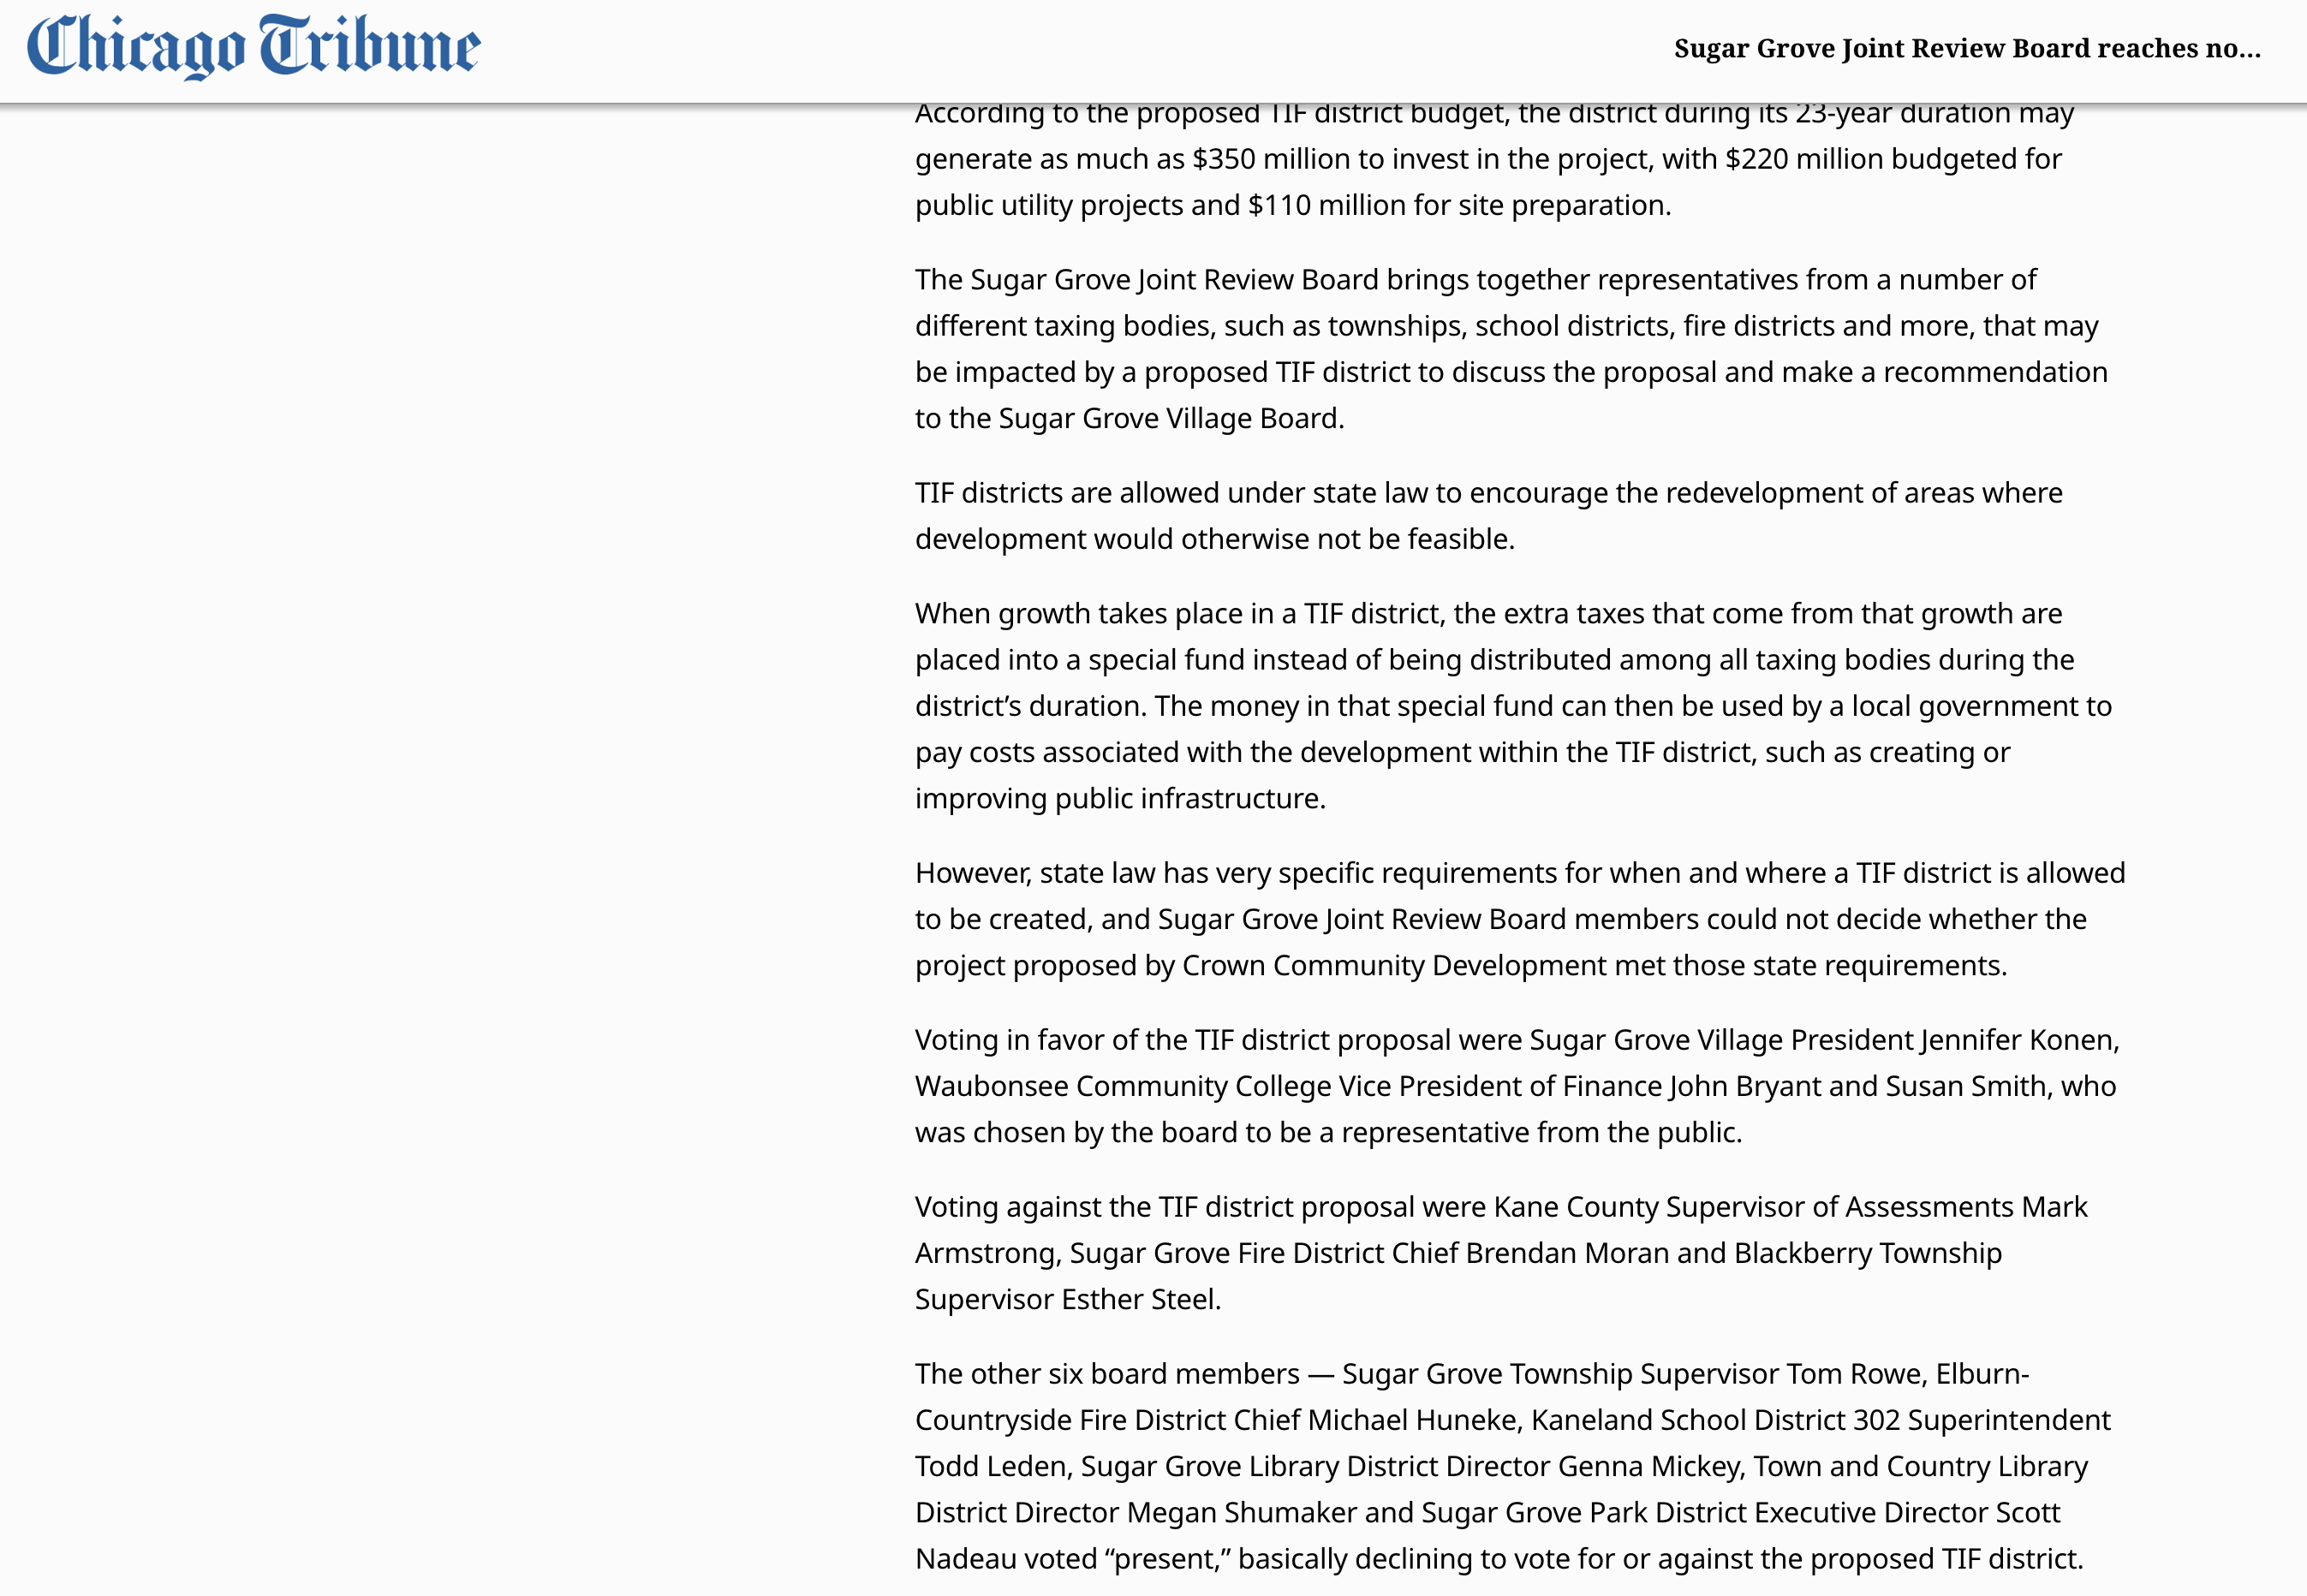 Chicago Tribune
Sugar Grove Joint Review Board reaches no...
According to the proposed TIF district budget, the district during its 23-year duration may
generate as much as $350 million to invest in the project, with $220 million budgeted for
public utility projects and $110 million for site preparation.
The Sugar Grove Joint Review Board brings together representatives from a number of
different taxing bodies, such as townships, school districts, fire districts and more, that may
be impacted by a proposed TIF district to discuss the proposal and make a recommendation
to the Sugar Grove Village Board.
TIF districts are allowed under state law to encourage the redevelopment of areas where
development would otherwise not be feasible.
When growth takes place in a TIF district, the extra taxes that come from that growth are
placed into a special fund instead of being distributed among all taxing bodies during the
district’s duration. The money in that special fund can then be used by a local government to
pay costs associated with the development within the TIF district, such as creating or
improving public infrastructure.
However, state law has very specific requirements for when and where a TIF district is allowed
to be created, and Sugar Grove Joint Review Board members could not decide whether the
project proposed by Crown Community Development met those state requirements.
Voting in favor of the TIF district proposal were Sugar Grove Village President Jennifer Konen,
Waubonsee Community College Vice President of Finance John Bryant and Susan Smith, who
was chosen by the board to be a representative from the public.
Voting against the TIF district proposal were Kane County Supervisor of Assessments Mark
Armstrong, Sugar Grove Fire District Chief Brendan Moran and Blackberry Township
Supervisor Esther Steel.
The other six board members — Sugar Grove Township Supervisor Tom Rowe, Elburn-
Countryside Fire District Chief Michael Huneke, Kaneland School District 302 Superintendent
Todd Leden, Sugar Grove Library District Director Genna Mickey, Town and Country Library
District Director Megan Shumaker and Sugar Grove Park District Executive Director Scott
Nadeau voted “present,” basically declining to vote for or against the proposed TIF district.